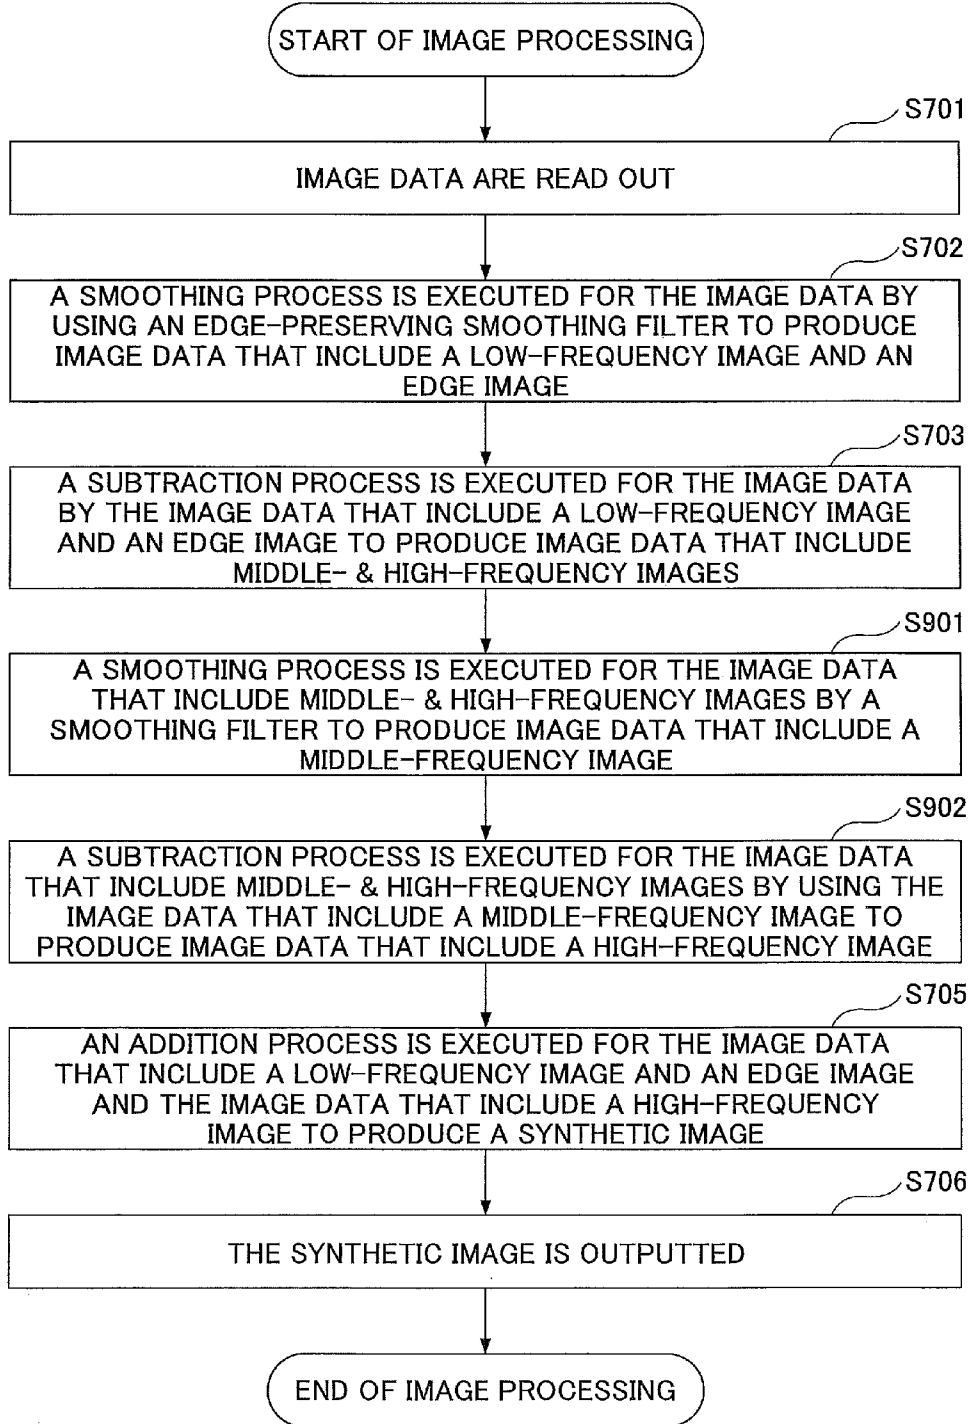 START OF IMAGE PROCESSING
S701
IMAGE DATA ARE READ OUT
S702
A SMOOTHING PROCESS IS EXECUTED FOR THE IMAGE DATA BY
USING AN EDGE-PRESERVING SMOOTHING FILTER TO PRODUCE
IMAGE DATA THAT INCLUDE A LOW-FREQUENCY IMAGE AND AN
EDGE IMAGE
S703
A SUBTRACTION PROCESS IS EXECUTED FOR THE IMAGE DATA
BY THE IMAGE DATA THAT INCLUDE A LOW-FREQUENCY IMAGE
AND AN EDGE IMAGE TO PRODUCE IMAGE DATA THAT INCLUDE
MIDDLE- & HIGH-FREQUENCY IMAGES
S901
A SMOOTHING PROCESS IS EXECUTED FOR THE IMAGE DATA
THAT INCLUDE MIDDLE- & HIGH-FREQUENCY IMAGES BY A
SMOOTHING FILTER TO PRODUCE IMAGE DATA THAT INCLUDE A
MIDDLE-FREQUENCY IMAGE
S902
A SUBTRACTION PROCESS IS EXECUTED FOR THE IMAGE DATA
THAT INCLUDE MIDDLE- & HIGH-FREQUENCY IMAGES BY USING THE
IMAGE DATA THAT INCLUDE A MIDDLE-FREQUENCY IMAGE TO
PRODUCE IMAGE DATA THAT INCLUDE A HIGH-FREQUENCY IMAGE
S705
AN ADDITION PROCESS IS EXECUTED FOR THE IMAGE DATA
THAT INCLUDE A LOW-FREQUENCY IMAGE AND AN EDGE IMAGE
AND THE IMAGE DATA THAT INCLUDE A HIGH-FREQUENCY
IMAGE TO PRODUCE A SYNTHETIC IMAGE
S706
THE SYNTHETIC IMAGE IS OUTPUTTED
END OF IMAGE PROCESSING